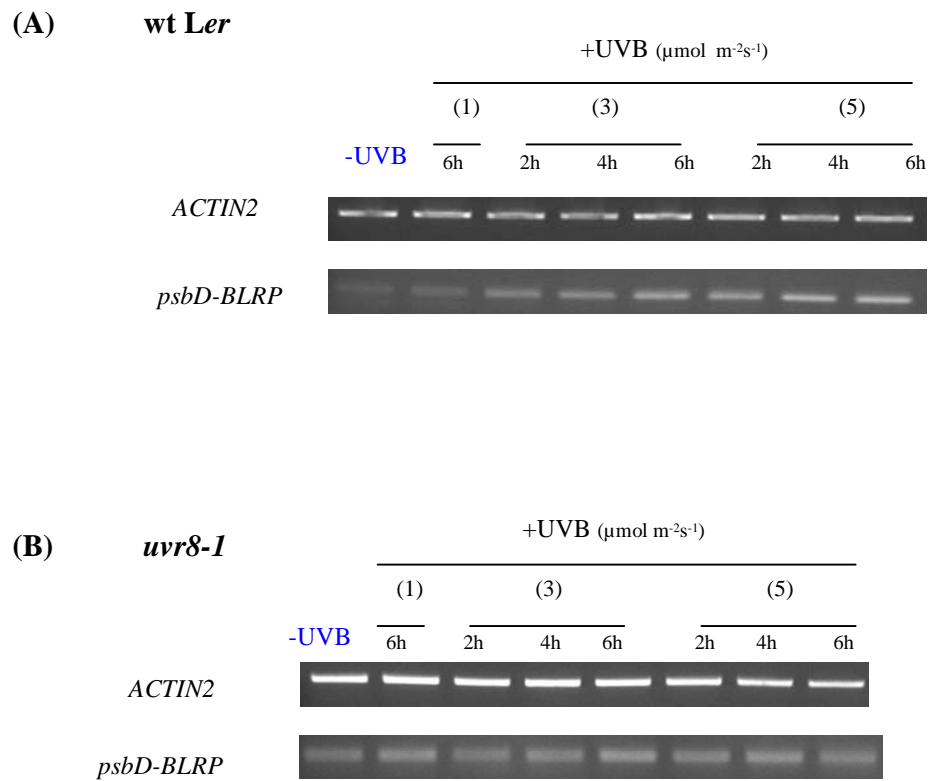 (A) wt Ler
+UVB (µmol m-2s-1)
(1) (3) (5)
-UVB 6h 2h 4h 6h 2h 4h 6h
ACTIN2
psbD-BLRP
(B) uvr8-1
+UVB (µmol m-2s-1)
(1) (3) (5)
-UVB 6h 2h 4h 6h 2h 4h 6h
ACTIN2
psbD-BLRP